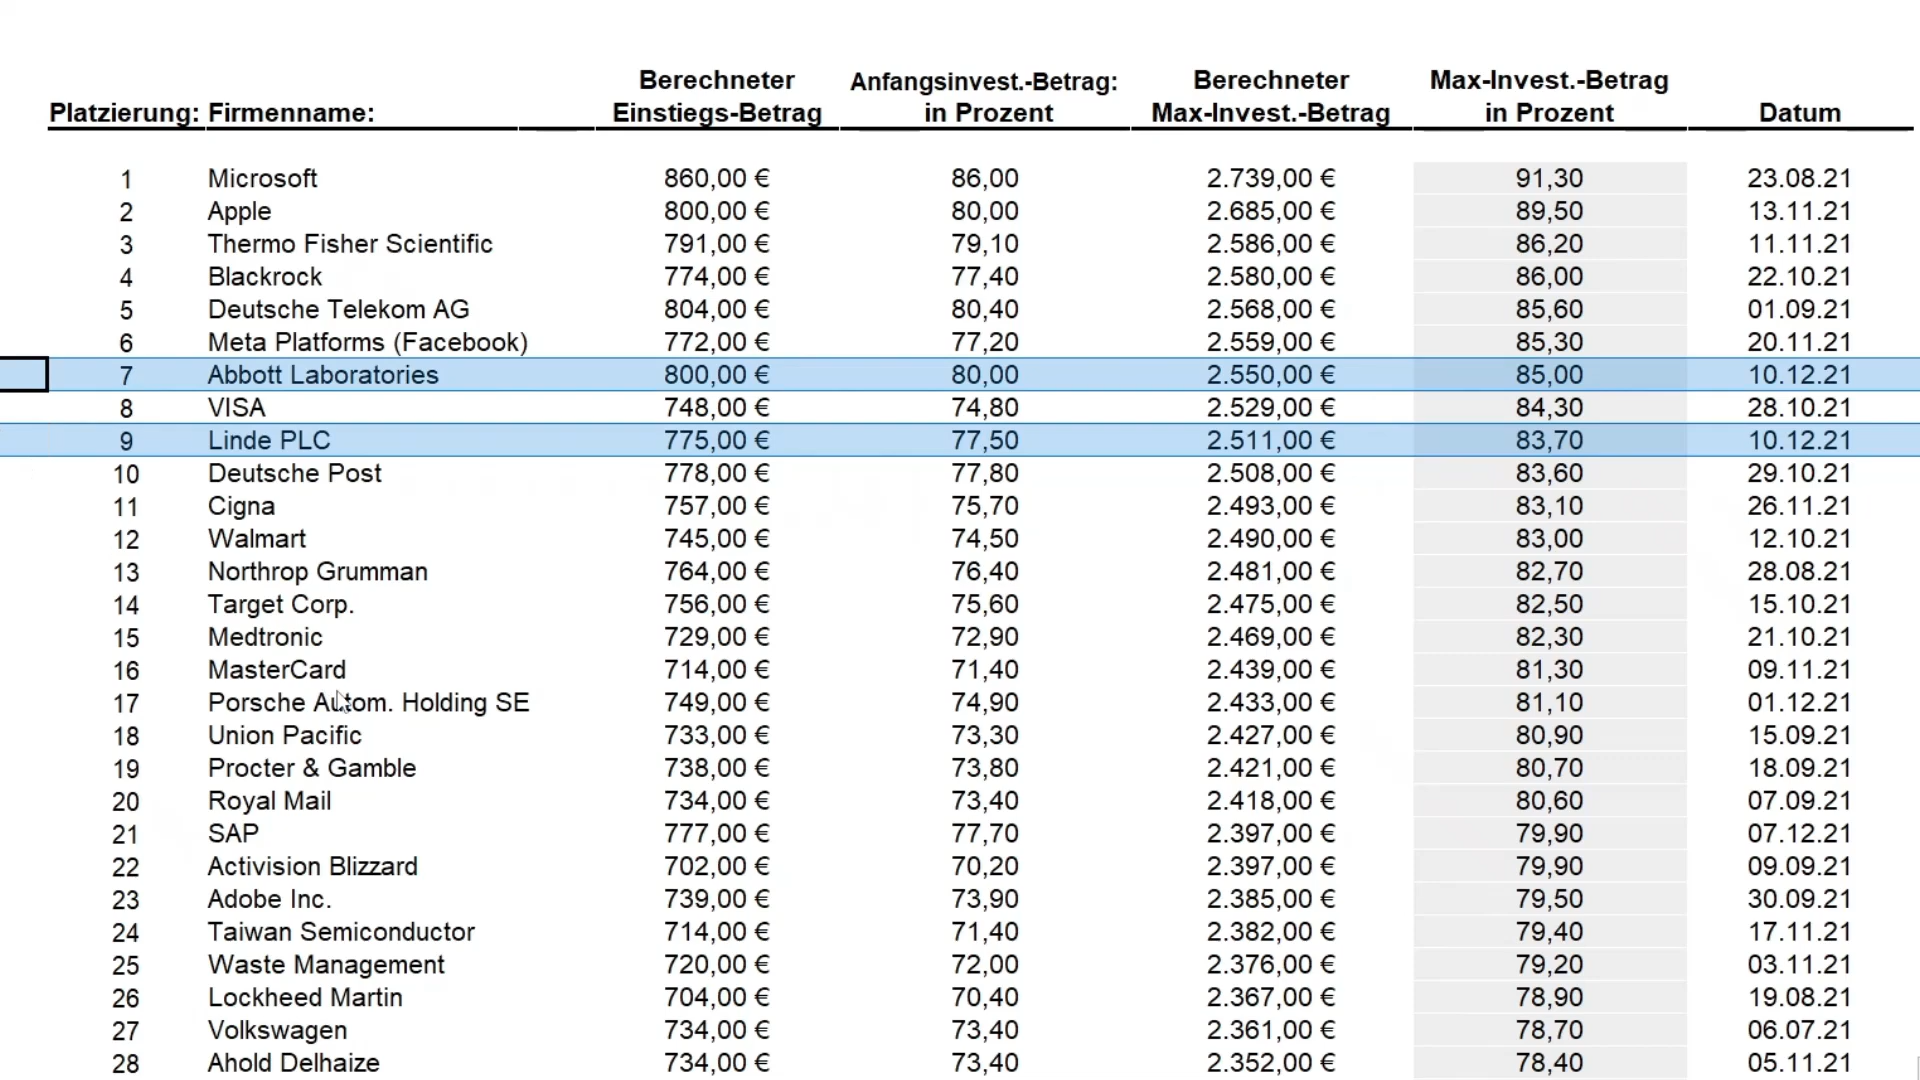 Berechneter Anfangsinvest.-Betrag: Berechneter Max-Invest.-Betrag
Platzierung: Firmenname: Einstiegs-Betrag in Prozent Max-Invest.-Betrag in Prozent Datum
1 Microsoft 860,00 € 86,00 2.739,00 € 91,30 23.08.21
2 Apple 800,00 € 80,00 2.685,00 € 89,50 13.11.21
3 Thermo Fisher Scientific 791,00 € 79,10 2.586,00 € 86,20 11.11.21
4 Blackrock 774,00 € 77,40 2.580,00 € 86,00 22.10.21
5 Deutsche Telekom AG 804,00 € 80,40 2.568,00 € 85,60 01.09.21
6 Meta Platforms (Facebook) 772,00 € 77,20 2.559,00 € 85,30 20.11.21
7 Abbott Laboratories 800,00 € 80,00 2.550,00 € 85,00 10.12.21
8 VISA 748,00 € 74,80 2.529,00 € 84,30 28.10.21
9 Linde PLC 775,00 € 77,50 2.511,00 € 83,70 10.12.21
10 Deutsche Post 778,00 € 77,80 2.508,00 € 83,60 29.10.21
11 Cigna 757,00 € 75,70 2.493,00 € 83,10 26.11.21
12 Walmart 745,00 € 74,50 2.490,00 € 83,00 12.10.21
13 Northrop Grumman 764,00 € 76,40 2.481,00 € 82,70 28.08.21
14 Target Corp. 756,00 € 75,60 2.475,00 € 82,50 15.10.21
15 Medtronic 729,00 € 72,90 2.469,00 € 82,30 21.10.21
16 MasterCard 714,00 € 71,40 2.439,00 € 81,30 09.11.21
17 Porsche Autom. Holding SE 749,00 € 74,90 2.433,00 € 81,10 01.12.21
18 Union Pacific 733,00 € 73,30 2.427,00 € 80,90 15.09.21
19 Procter & Gamble 738,00 € 73,80 2.421,00 € 80,70 18.09.21
20 Royal Mail 734,00 € 73,40 2.418,00 € 80,60 07.09.21
21 SAP 777,00 € 77,70 2.397,00 € 79,90 07.12.21
22 Activision Blizzard 702,00 € 70,20 2.397,00 € 79,90 09.09.21
23 Adobe Inc. 739,00 € 73,90 2.385,00 € 79,50 30.09.21
24 Taiwan Semiconductor 714,00 € 71,40 2.382,00 € 79,40 17.11.21
25 Waste Management 720,00 € 72,00 2.376,00 € 79,20 03.11.21
26 Lockheed Martin 704,00 € 70,40 2.367,00 € 78,90 19.08.21
27 Volkswagen 734,00 € 73,40 2.361,00 € 78,70 06.07.21
28 Ahold Delhaize 734,00 € 73,40 2.352,00 € 78,40 05.11.21